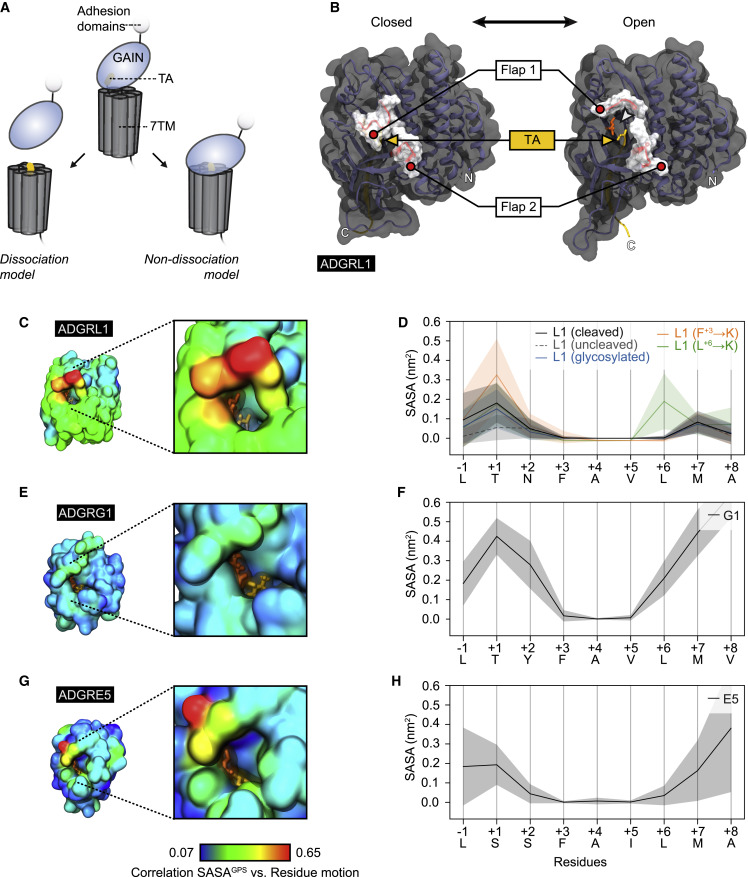 A
Adhesion
domains
GAIN
TA
7TM
Dissociation
model
Non-dissociation
model
B
Closed
Open
Flap 1
TA
Flap 2
N
N
C
C
ADGRL1
C
ADGRL1
D
L1 (cleaved)
L1 (uncleaved)
L1 (glycosylated)
L1 (F+3→K)
L1 (L+6→K)
SASA (nm²)
0.6
0.5
0.4
0.3
0.2
0.1
0.0
-1 +1 +2 +3 +4 +5 +6 +7 +8
L T N F A V L M A
E
ADGRG1
F
G1
SASA (nm²)
0.6
0.5
0.4
0.3
0.2
0.1
0.0
-1 +1 +2 +3 +4 +5 +6 +7 +8
L T Y F A V L M V
G
ADGRE5
H
E5
SASA (nm²)
0.6
0.5
0.4
0.3
0.2
0.1
0.0
-1 +1 +2 +3 +4 +5 +6 +7 +8
L S S F A I L M A
Residues
0.07 0.65
Correlation SASAGPS vs. Residue motion